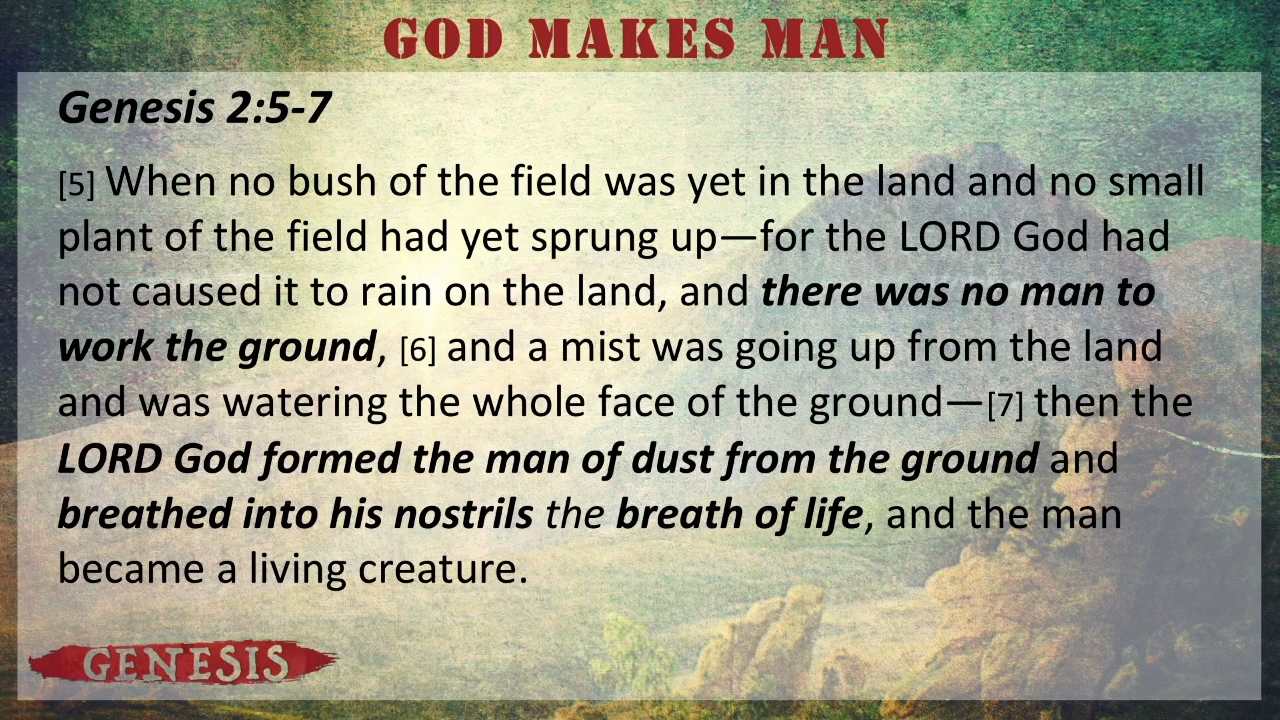 GOD MAKES MAN
Genesis 2:5-7
[5] When no bush of the field was yet in the land and no small
plant of the field had yet sprung up—for the LORD God had
not caused it to rain on the land, and there was no man to
work the ground, [6] and a mist was going up from the land
and was watering the whole face of the ground—[7] then the
LORD God formed the man of dust from the ground and
breathed into his nostrils the breath of life, and the man
became a living creature.
GENESIS